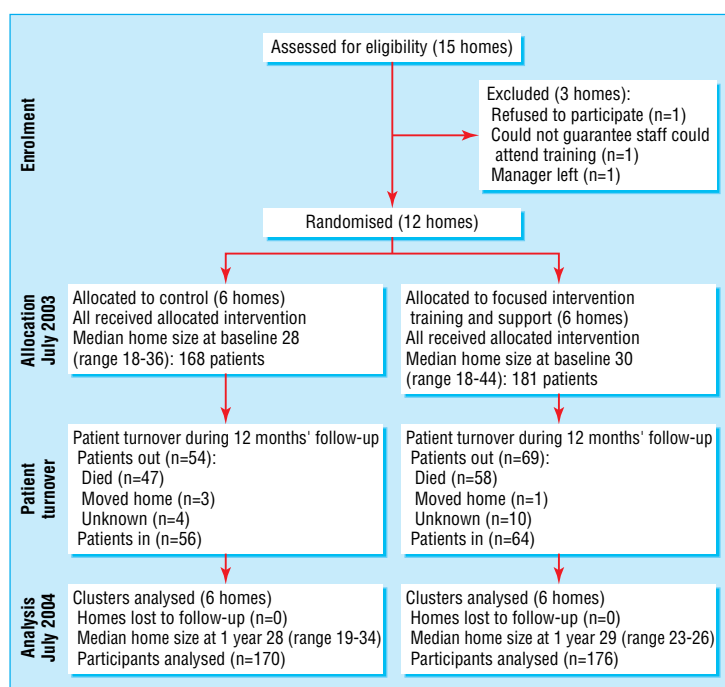 Assessed for eligibility (15 homes)
Enrolment
Excluded (3 homes):
Refused to participate (n=1)
Could not guarantee staff could
attend training (n=1)
Manager left (n=1)
Randomised (12 homes)
Allocation
July 2003
Allocated to control (6 homes)
All received allocated intervention
Median home size at baseline 28
(range 18-36): 168 patients
Allocated to focused intervention
training and support (6 homes)
All received allocated intervention
Median home size at baseline 30
(range 18-44): 181 patients
Patient
turnover
Patient turnover during 12 months' follow-up
Patients out (n=54):
Died (n=47)
Moved home (n=3)
Unknown (n=4)
Patients in (n=56)
Patient turnover during 12 months' follow-up
Patients out (n=69):
Died (n=58)
Moved home (n=1)
Unknown (n=10)
Patients in (n=64)
Analysis
July 2004
Clusters analysed (6 homes)
Homes lost to follow-up (n=0)
Median home size at 1 year 28 (range 19-34)
Participants analysed (n=170)
Clusters analysed (6 homes)
Homes lost to follow-up (n=0)
Median home size at 1 year 29 (range 23-26)
Participants analysed (n=176)